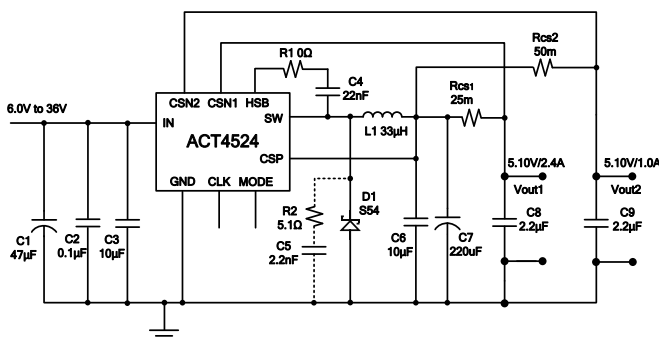 Rcs2
50m
R1 0Ω
C4
22nF
Rcs1
25m
CSN2 CSN1 HSB
6.0V to 36V
IN
SW
ACT4524
L1 33μH
CSP
GND CLK MODE
5.10V/2.4A
Vout1
5.10V/1.0A
Vout2
R2
5.1Ω
D1
S54
C1
47μF
C2
0.1μF
C3
10μF
C5
2.2nF
C6
10μF
C7
220uF
C8
2.2μF
C9
2.2μF